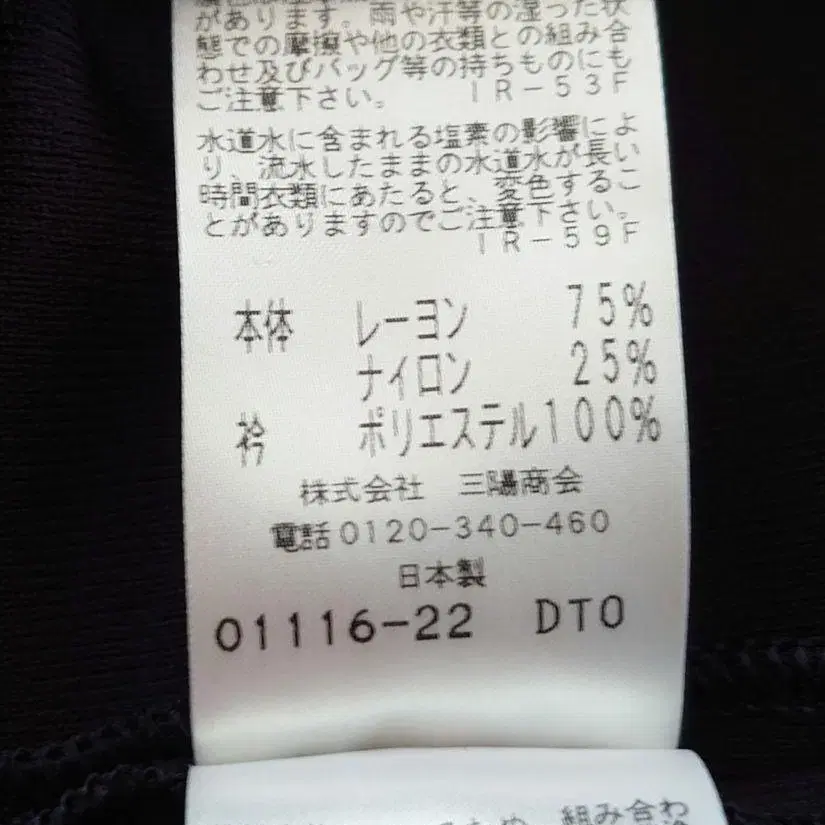 があります。雨や汗等の湿った状
態での摩擦や他の衣類との組み合
わせ及びバッグ等の持ちものにも
ご注意下さい。 IR-53F
水道水に含まれる塩素の影響によ
り、流水したままの水道水が長い
時間衣類にあたると、変色するこ
とがありますのでご注意下さい。
IR-59F
本体 レーヨン 75%
ナイロン 25%
衿 ポリエステル100%
株式会社 三陽商会
電話0120-340-460
日本製
01116-22 DT0
組み合わ